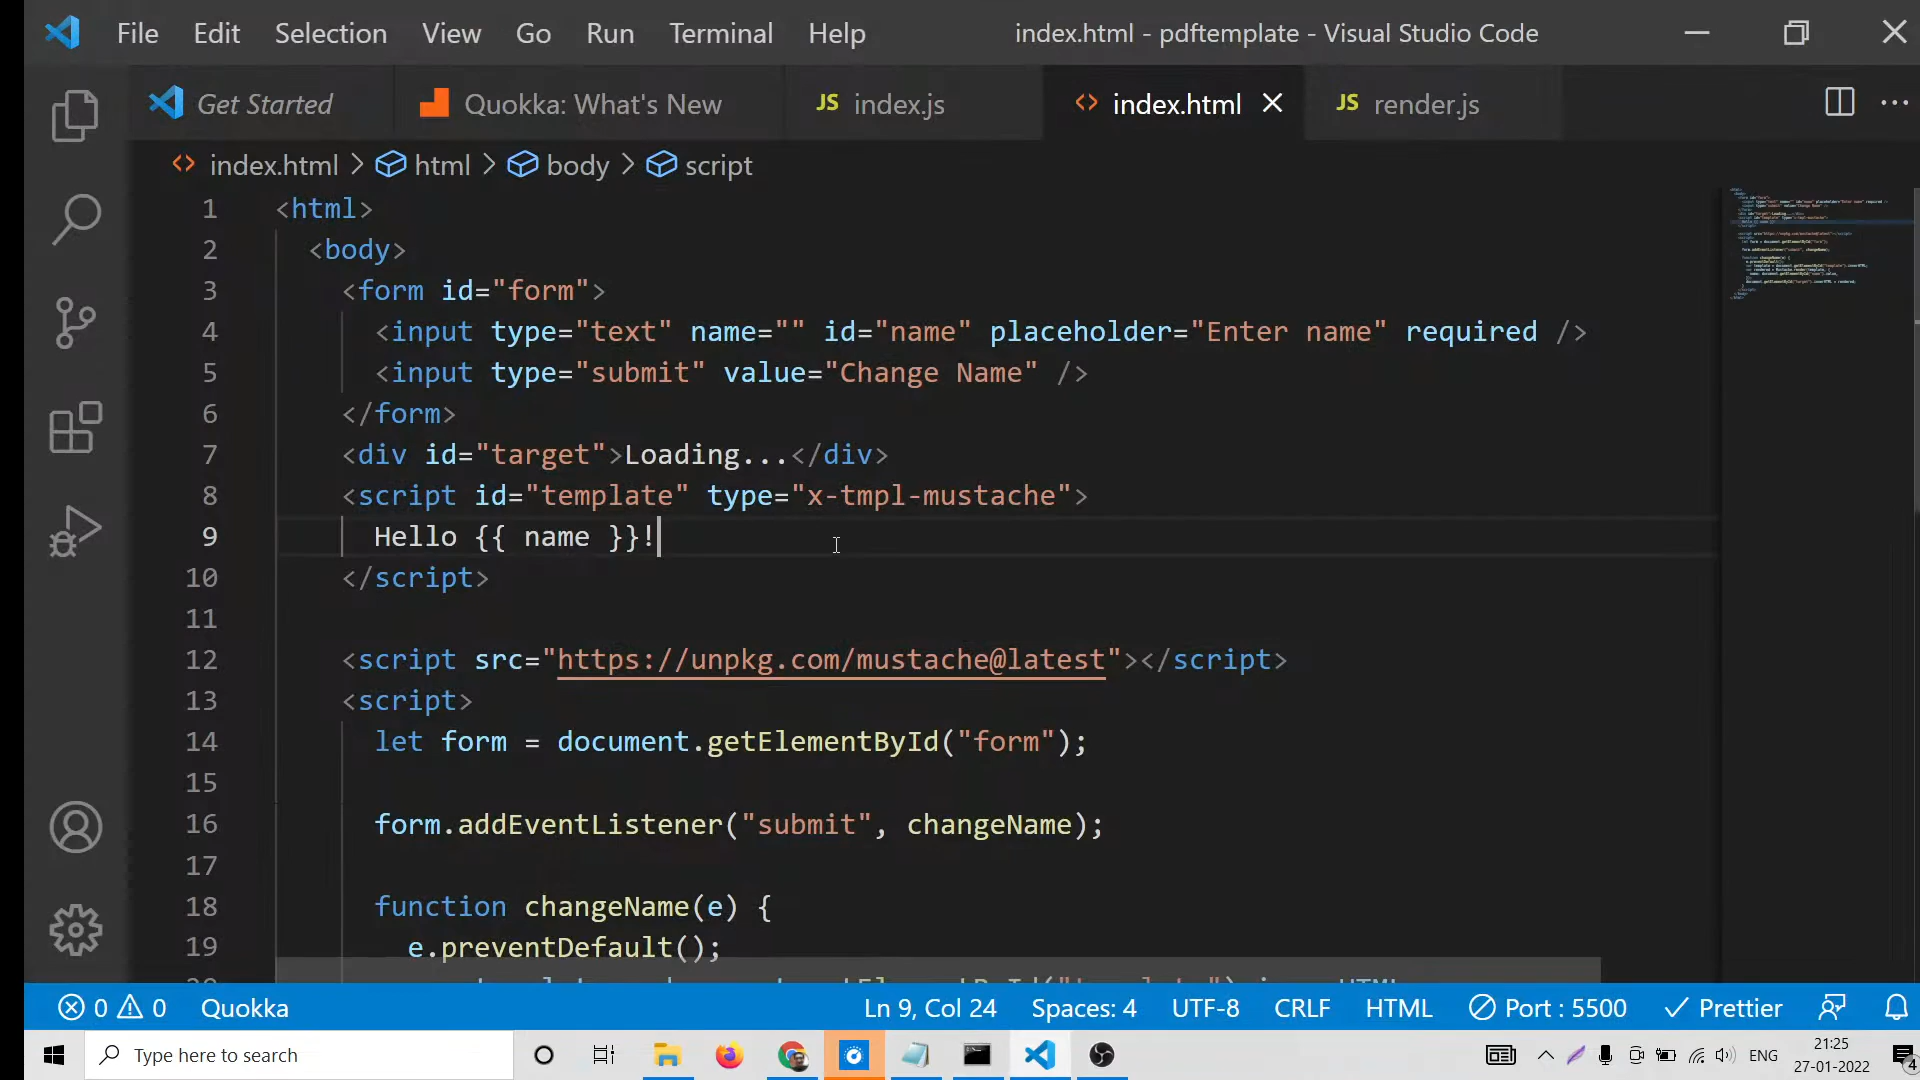 File Edit Selection View Go Run Terminal Help index.html - pdftemplate - Visual Studio Code
Get Started Quokka: What's New JS index.js <> index.html JS render.js
<> index.html > html > body > script
1 <html>
2 <body>
3 <form id="form">
4 <input type="text" name="" id="name" placeholder="Enter name" required />
5 <input type="submit" value="Change Name" />
6 </form>
7 <div id="target">Loading...</div>
8 <script id="template" type="x-tmpl-mustache">
9 Hello {{ name }}!
10 </script>
11
12 <script src="https://unpkg.com/mustache@latest"></script>
13 <script>
14 let form = document.getElementById("form");
15
16 form.addEventListener("submit", changeName);
17
18 function changeName(e) {
19 e.preventDefault();
0 0 Quokka Ln 9, Col 24 Spaces: 4 UTF-8 CRLF HTML Port : 5500 Prettier
Type here to search ENG 21:25
27-01-2022 4